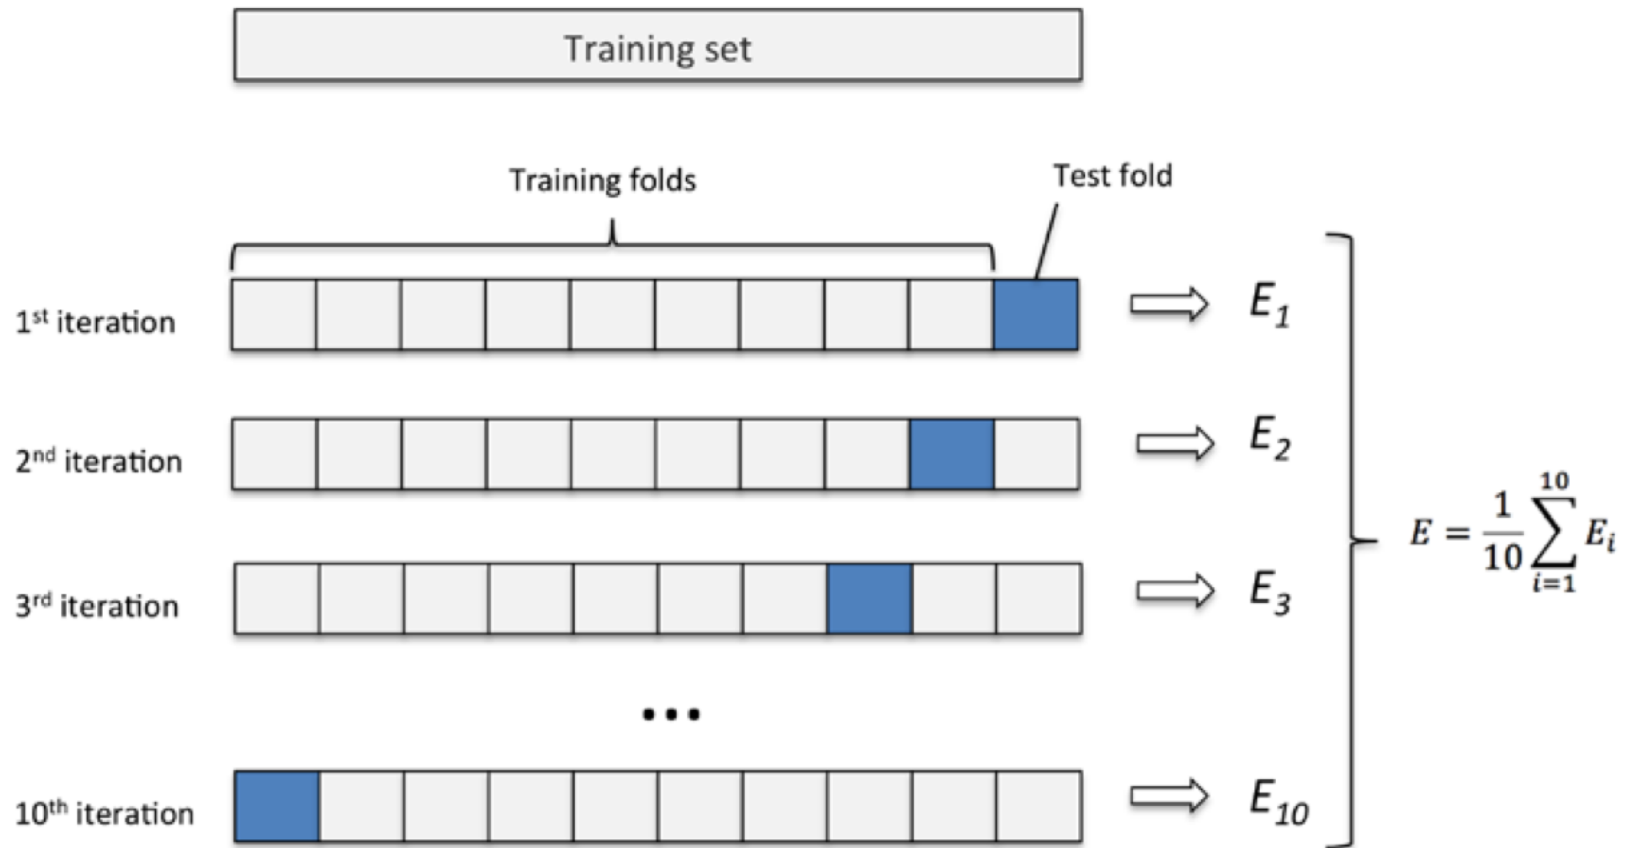 Training set
Training folds
Test fold
1st iteration
E1
2nd iteration
E2
3rd iteration
E3
...
10th iteration
E10
E = 1/10 ∑_{i=1}^{10} E_i